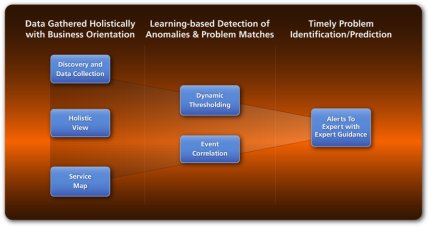 Data Gathered Holistically
with Business Orientation
Learning-based Detection of
Anomalies & Problem Matches
Timely Problem
Identification/Prediction
Discovery and
Data Collection
Holistic
View
Service
Map
Dynamic
Thresholding
Event
Correlation
Alerts To
Expert with
Expert Guidance